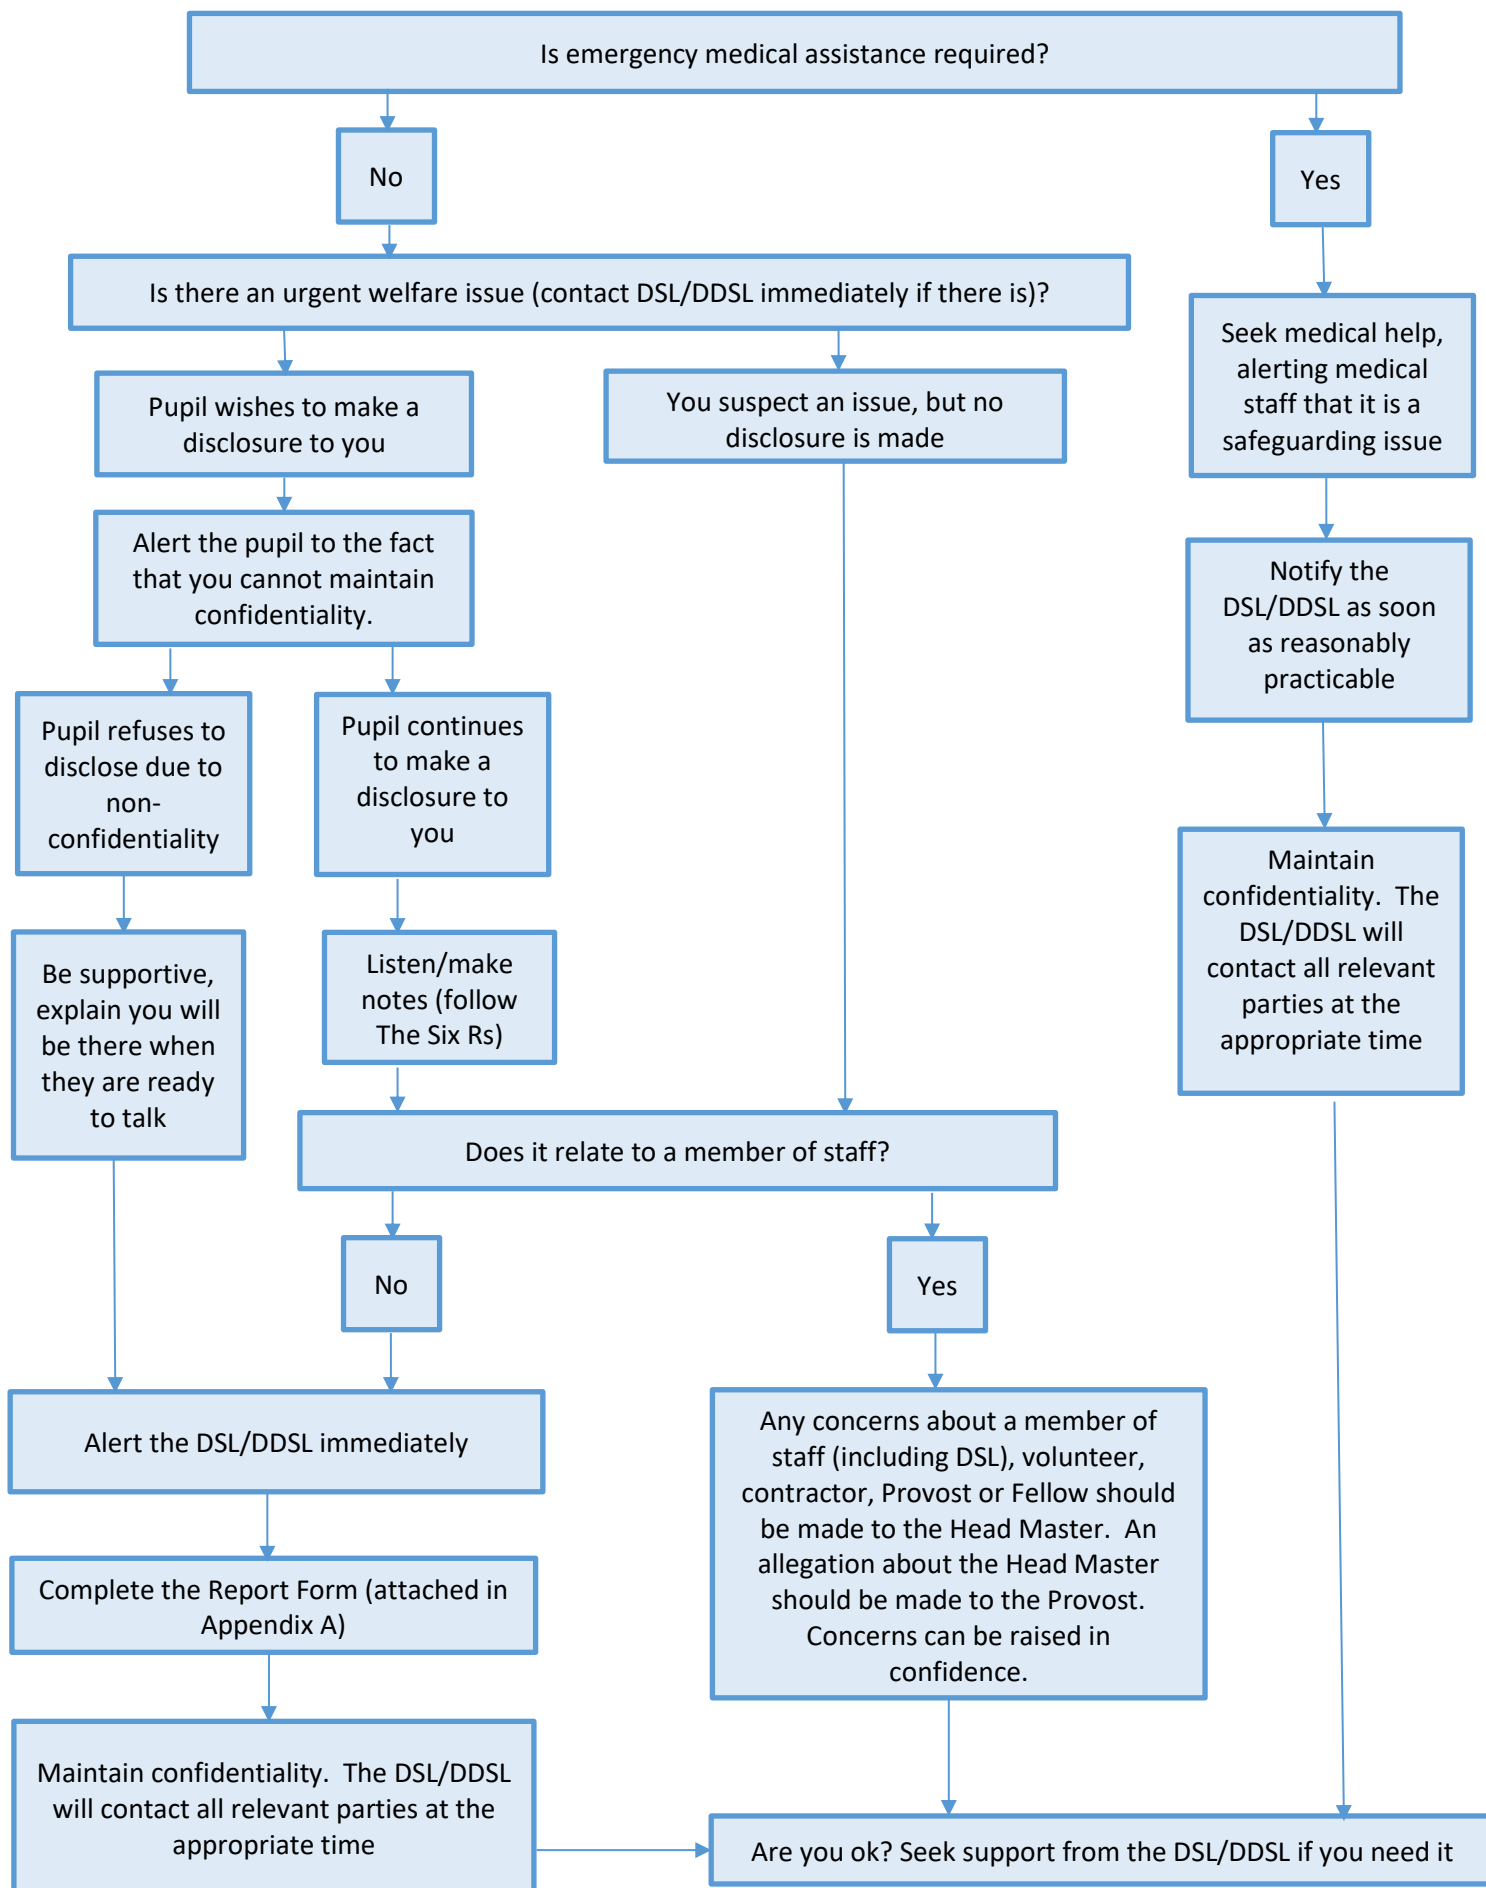 Is emergency medical assistance required?
No
Yes
Is there an urgent welfare issue (contact DSL/DDSL immediately if there is)?
Seek medical help,
alerting medical
staff that it is a
safeguarding issue
Pupil wishes to make a
disclosure to you
You suspect an issue, but no
disclosure is made
Alert the pupil to the fact
that you cannot maintain
confidentiality.
Notify the
DSL/DDSL as soon
as reasonably
practicable
Pupil refuses to
disclose due to
non-
confidentiality
Pupil continues
to make a
disclosure to
you
Maintain
confidentiality.  The
DSL/DDSL will
contact all relevant
parties at the
appropriate time
Be supportive,
explain you will
be there when
they are ready
to talk
Listen/make
notes (follow
The Six Rs)
Does it relate to a member of staff?
No
Yes
Alert the DSL/DDSL immediately
Any concerns about a member of
staff (including DSL), volunteer,
contractor, Provost or Fellow should
be made to the Head Master.  An
allegation about the Head Master
should be made to the Provost.
Concerns can be raised in
confidence.
Complete the Report Form (attached in
Appendix A)
Maintain confidentiality.  The DSL/DDSL
will contact all relevant parties at the
appropriate time
Are you ok? Seek support from the DSL/DDSL if you need it